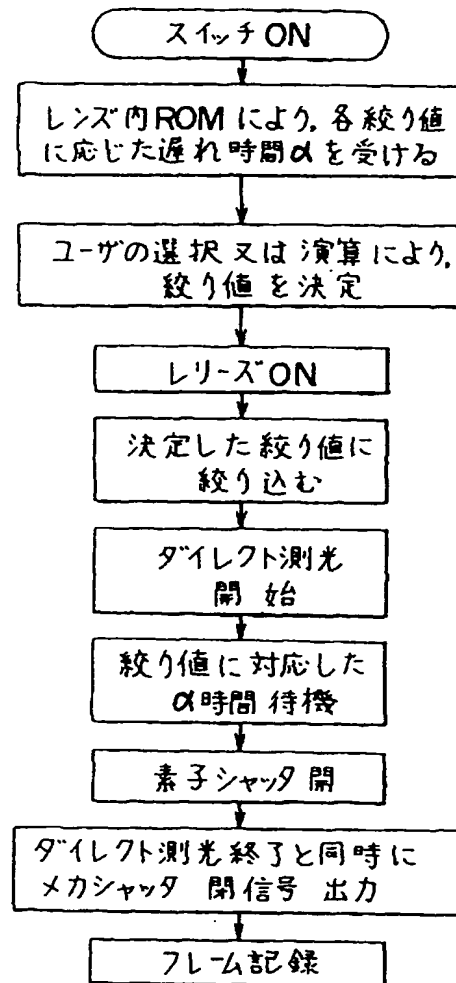 スイッチON
レンズ内ROMにより,各絞り値
に応じた遅れ時間αを受ける
ユーザの選択又は演算により,
絞り値を決定
レリーズON
決定した絞り値に
絞り込む
ダイレクト測光
開始
絞り値に対応した
α時間待機
素子シャッタ開
ダイレクト測光終了と同時に
メカシャッタ 閉信号 出力
フレーム記録